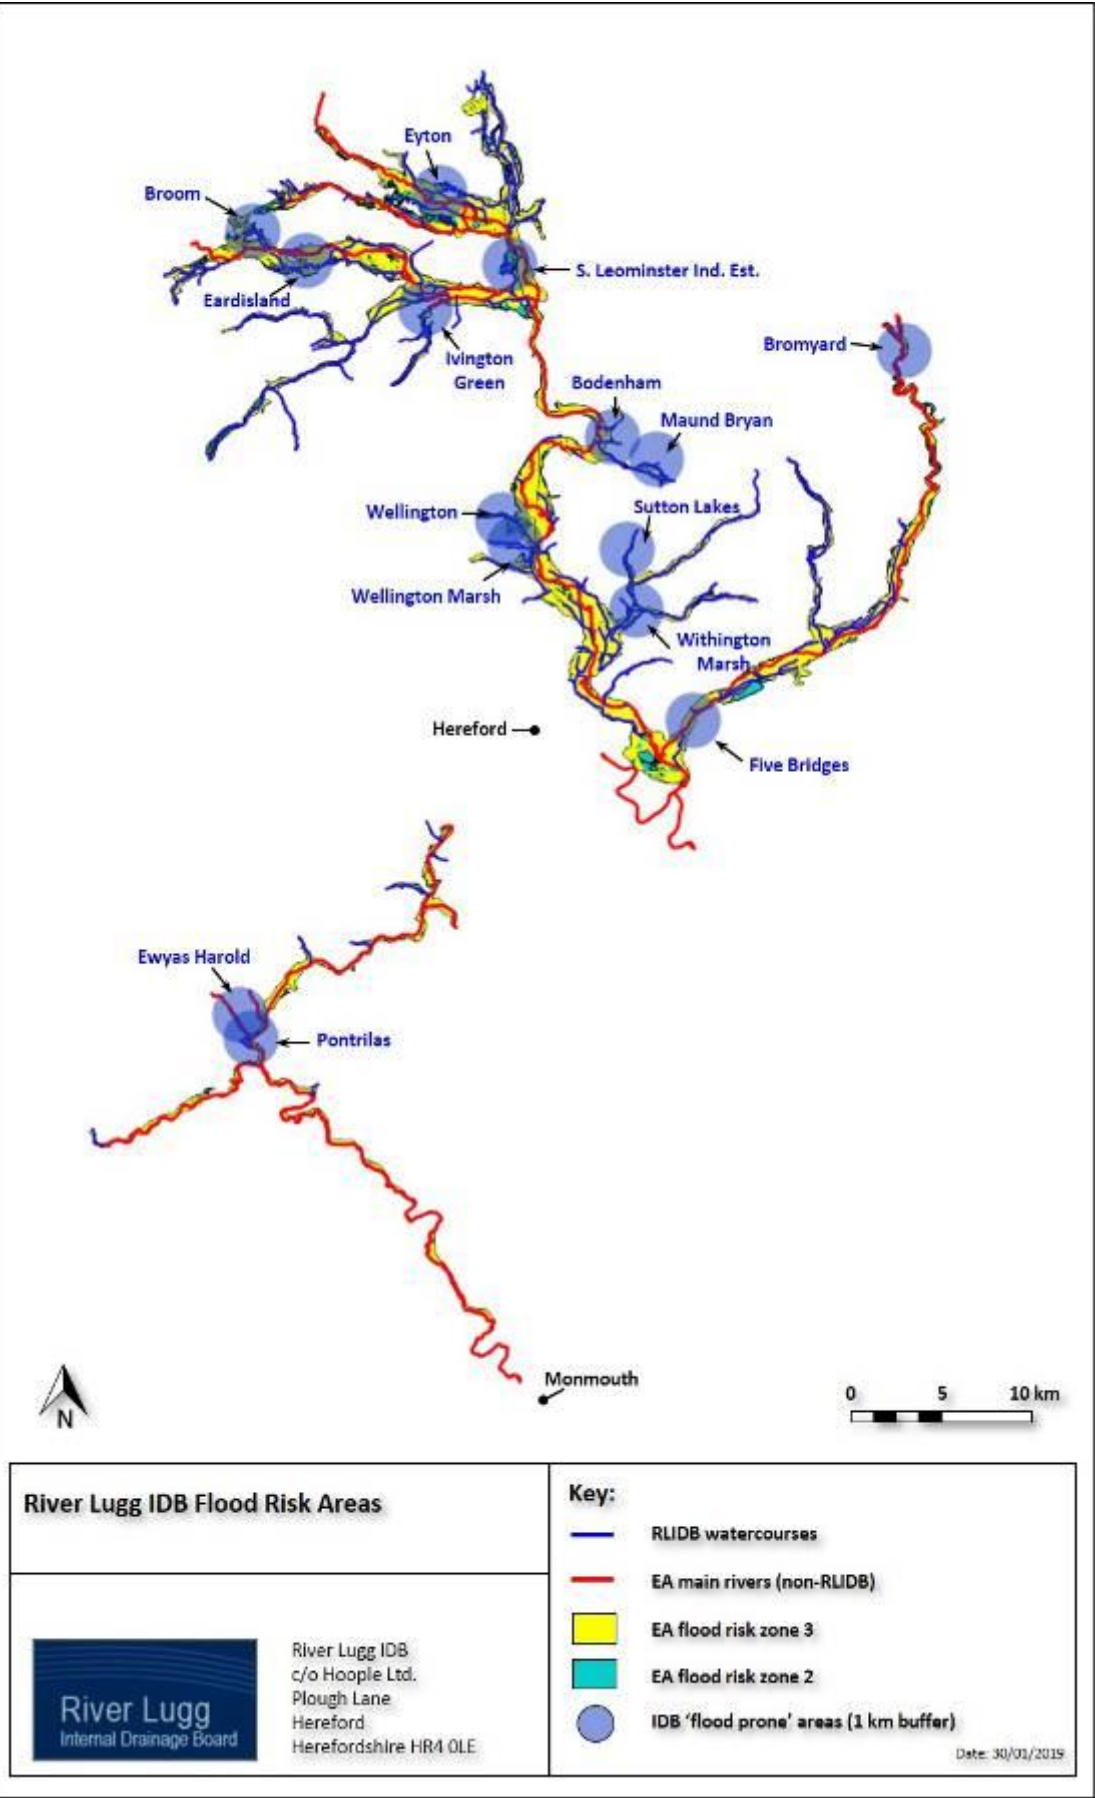 Eyton
Broom
S. Leominster Ind. Est.
Eardisland
Bromyard
Ivington
Green
Bodenham
Maund Bryan
Wellington
Sutton Lakes
Wellington Marsh
Withington
Marsh
Hereford
Five Bridges
Ewyas Harold
Pontrilas
Monmouth
0 5 10 km
N
River Lugg IDB Flood Risk Areas
River Lugg
Internal Drainage Board
River Lugg IDB
c/o Hoople Ltd.
Plough Lane
Hereford
Herefordshire HR4 0LE
Key:
RLIDB watercourses
EA main rivers (non-RLIDB)
EA flood risk zone 3
EA flood risk zone 2
IDB ‘flood prone’ areas (1 km buffer)
Date: 30/01/2019